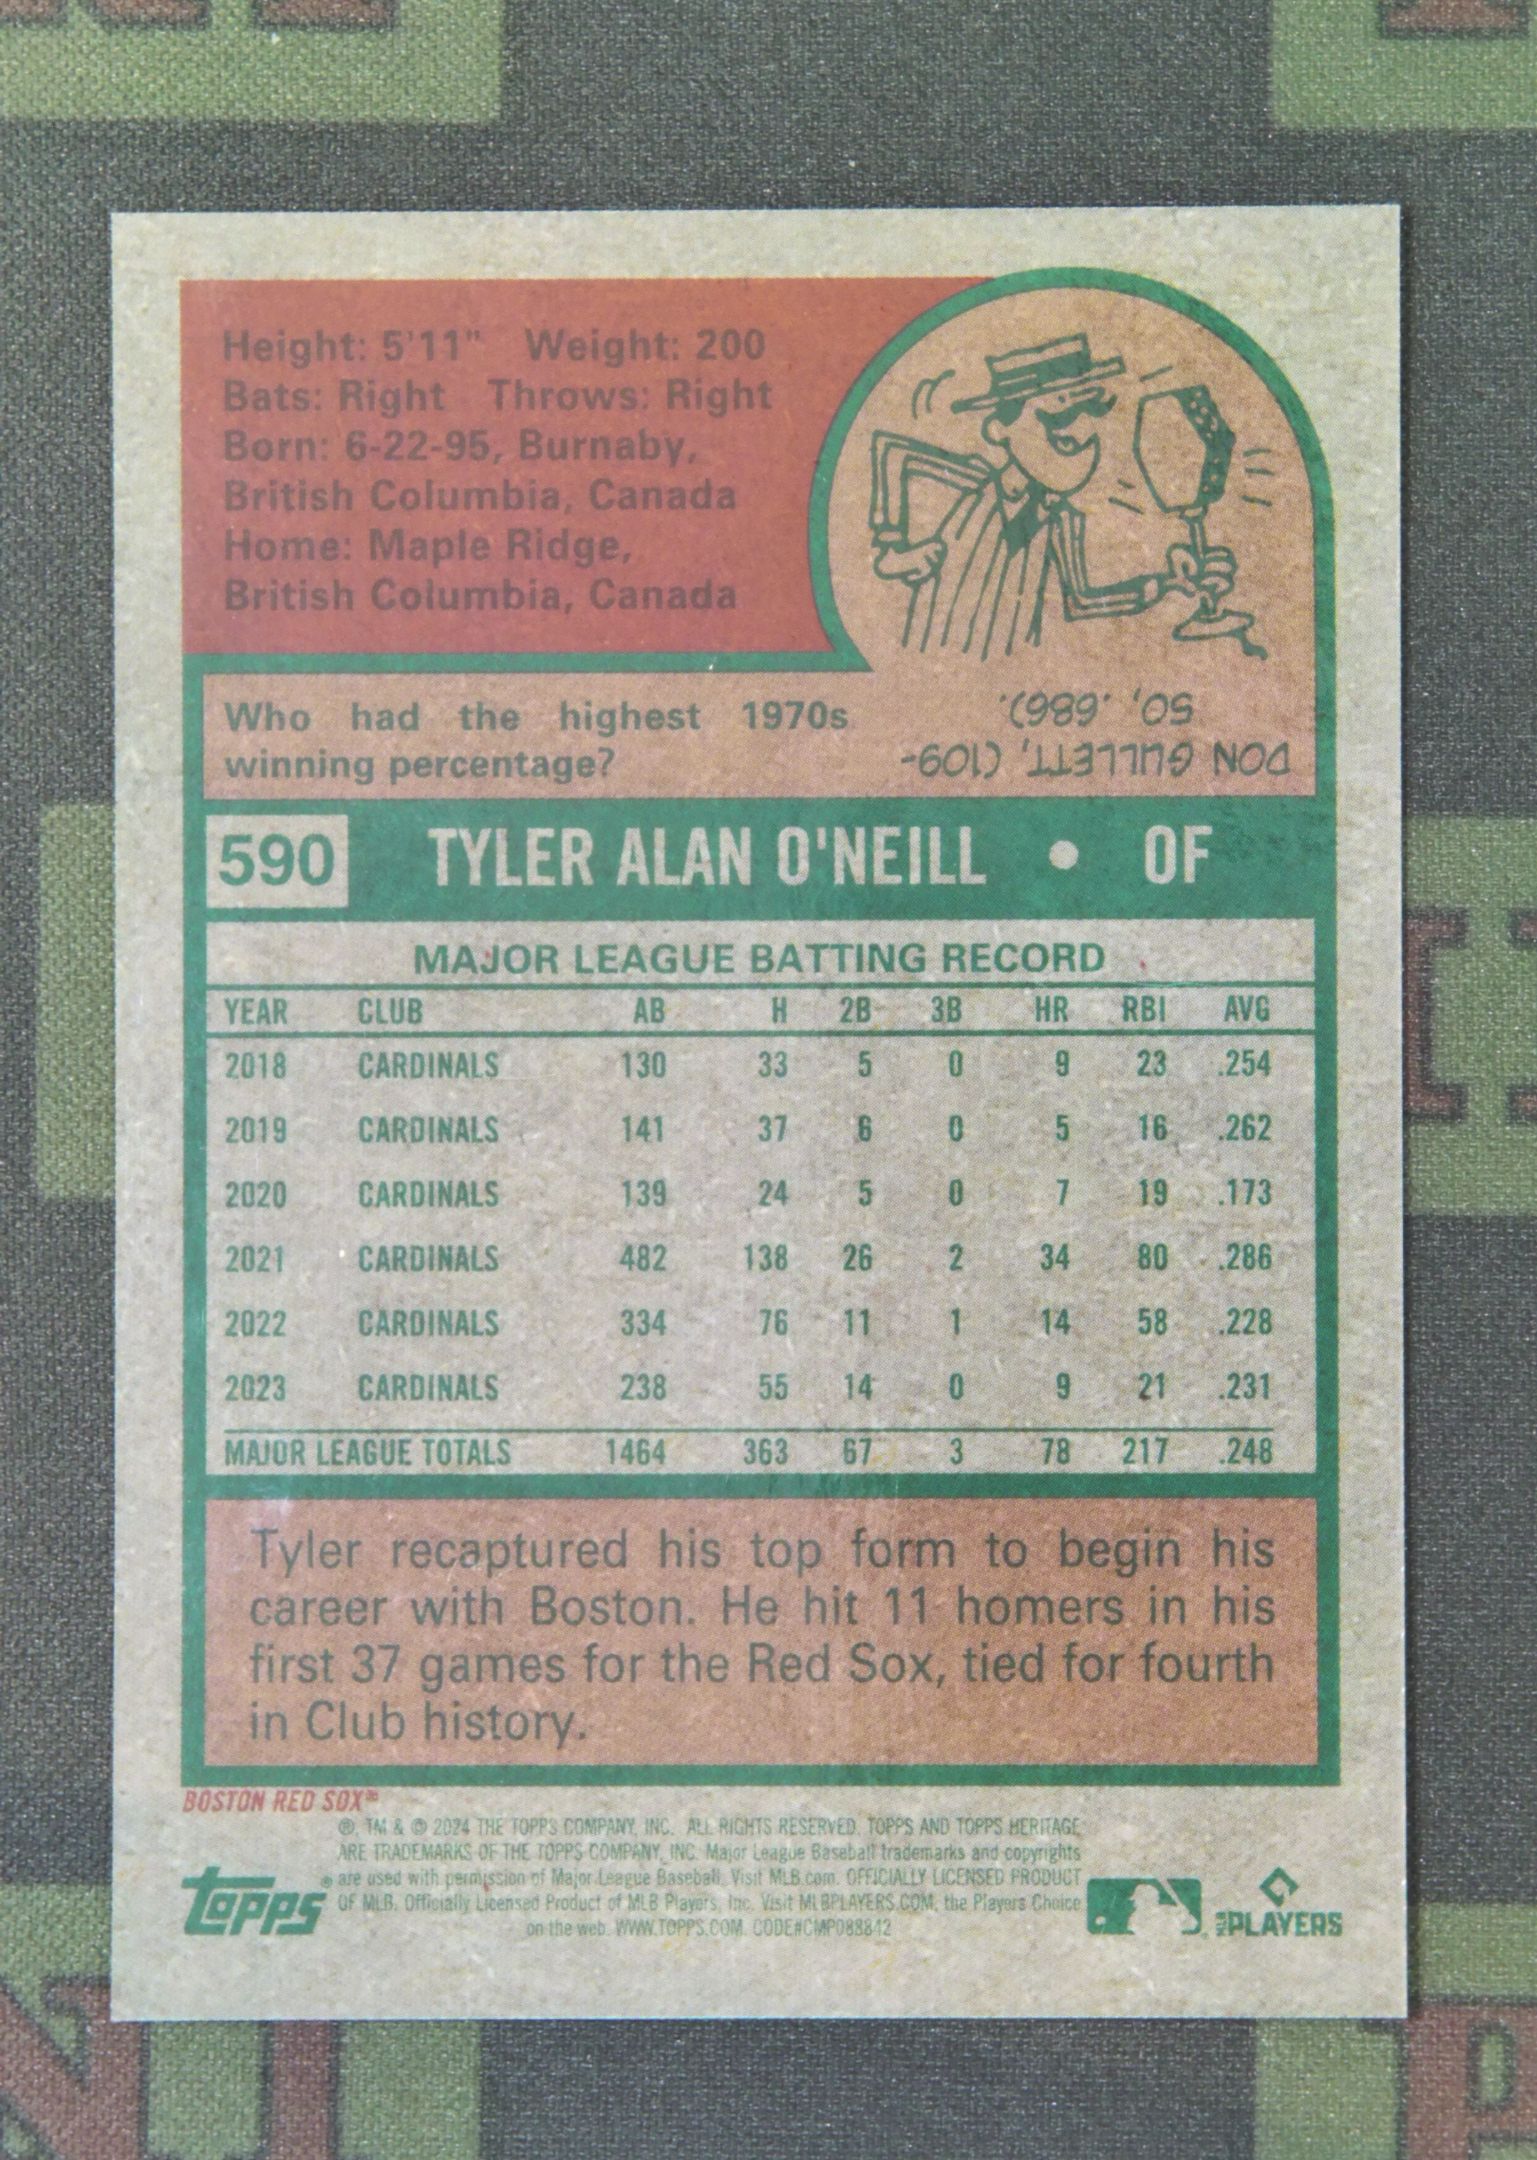 Height: 5'11" Weight: 200
Bats: Right Throws: Right
Born: 6-22-95, Burnaby,
British Columbia, Canada
Home: Maple Ridge,
British Columbia, Canada
Who had the highest 1970s
winning percentage?
DON GULLETT, (109-
50, .686).
590 TYLER ALAN O'NEILL • OF
MAJOR LEAGUE BATTING RECORD
YEAR CLUB AB H 2B 3B HR RBI AVG
2018 CARDINALS 130 33 5 0 9 23 .254
2019 CARDINALS 141 37 6 0 5 16 .262
2020 CARDINALS 139 24 5 0 7 19 .173
2021 CARDINALS 482 138 26 2 34 80 .286
2022 CARDINALS 334 76 11 1 14 58 .228
2023 CARDINALS 238 55 14 0 9 21 .231
MAJOR LEAGUE TOTALS 1464 363 67 3 78 217 .248
Tyler recaptured his top form to begin his
career with Boston. He hit 11 homers in his
first 37 games for the Red Sox, tied for fourth
in Club history.
BOSTON RED SOX™
®, TM & © 2024 THE TOPPS COMPANY, INC. ALL RIGHTS RESERVED. TOPPS AND TOPPS HERITAGE
ARE TRADEMARKS OF THE TOPPS COMPANY, INC. Major League Baseball trademarks and copyrights
are used with permission of Major League Baseball. Visit MLB.com. OFFICIALLY LICENSED PRODUCT
OF MLB. Officially Licensed Product of MLB Players, Inc. Visit MLBPLAYERS.COM, the Players Choice
on the web. WWW.TOPPS.COM. CODE#CMP088842
topps®
PLAYERS